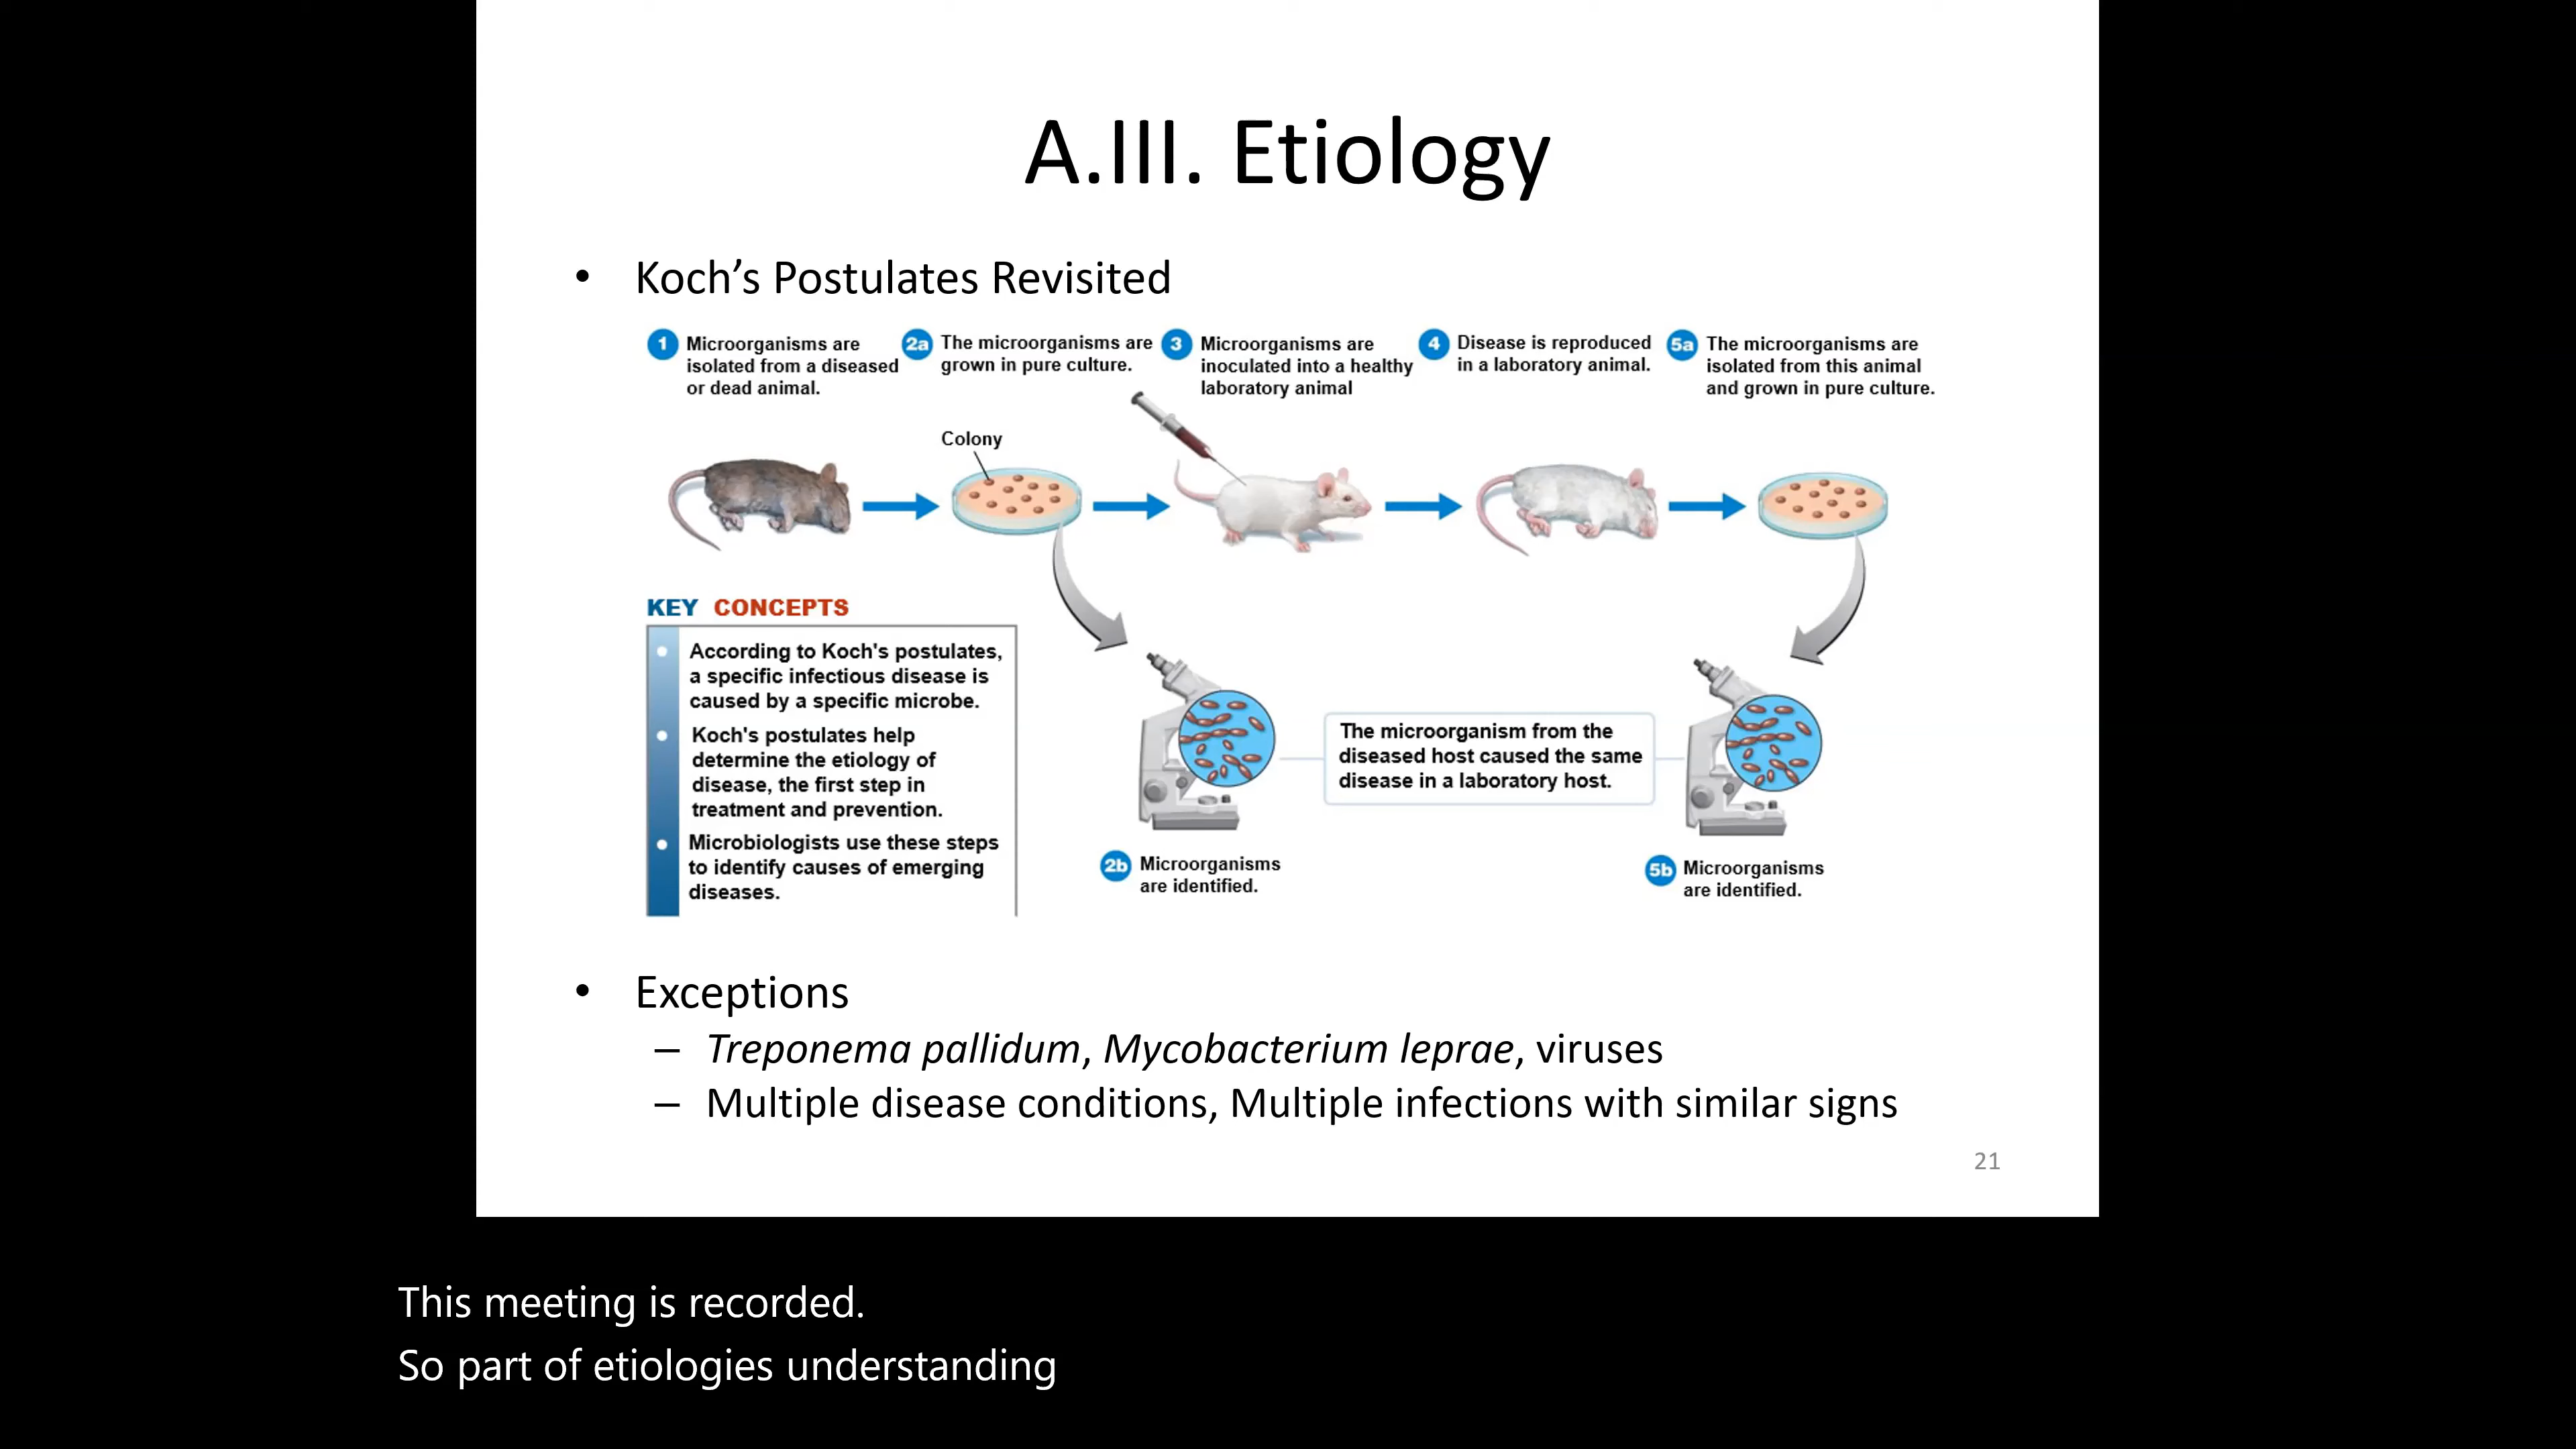 A.III. Etiology
• Koch’s Postulates Revisited
1 Microorganisms are
isolated from a diseased
or dead animal.
2a The microorganisms are
grown in pure culture.
3 Microorganisms are
inoculated into a healthy
laboratory animal
4 Disease is reproduced
in a laboratory animal.
5a The microorganisms are
isolated from this animal
and grown in pure culture.
Colony
KEY CONCEPTS
According to Koch's postulates,
a specific infectious disease is
caused by a specific microbe.
Koch's postulates help
determine the etiology of
disease, the first step in
treatment and prevention.
Microbiologists use these steps
to identify causes of emerging
diseases.
The microorganism from the
diseased host caused the same
disease in a laboratory host.
2b Microorganisms
are identified.
5b Microorganisms
are identified.
• Exceptions
– Treponema pallidum, Mycobacterium leprae, viruses
– Multiple disease conditions, Multiple infections with similar signs
21
This meeting is recorded.
So part of etiologies understanding